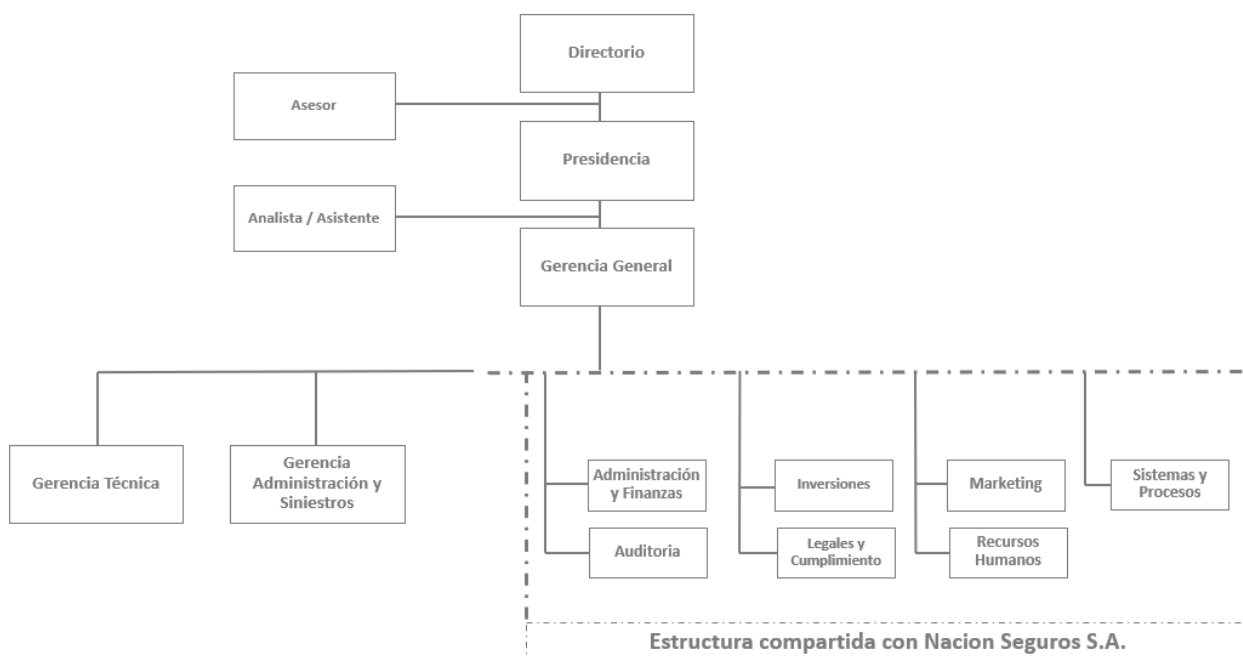 Directorio
Asesor
Presidencia
Analista / Asistente
Gerencia General
Gerencia Técnica
Gerencia
Administración y
Siniestros
Administración
y Finanzas
Inversiones
Marketing
Sistemas y
Procesos
Auditoria
Legales y
Cumplimiento
Recursos
Humanos
Estructura compartida con Nacion Seguros S.A.